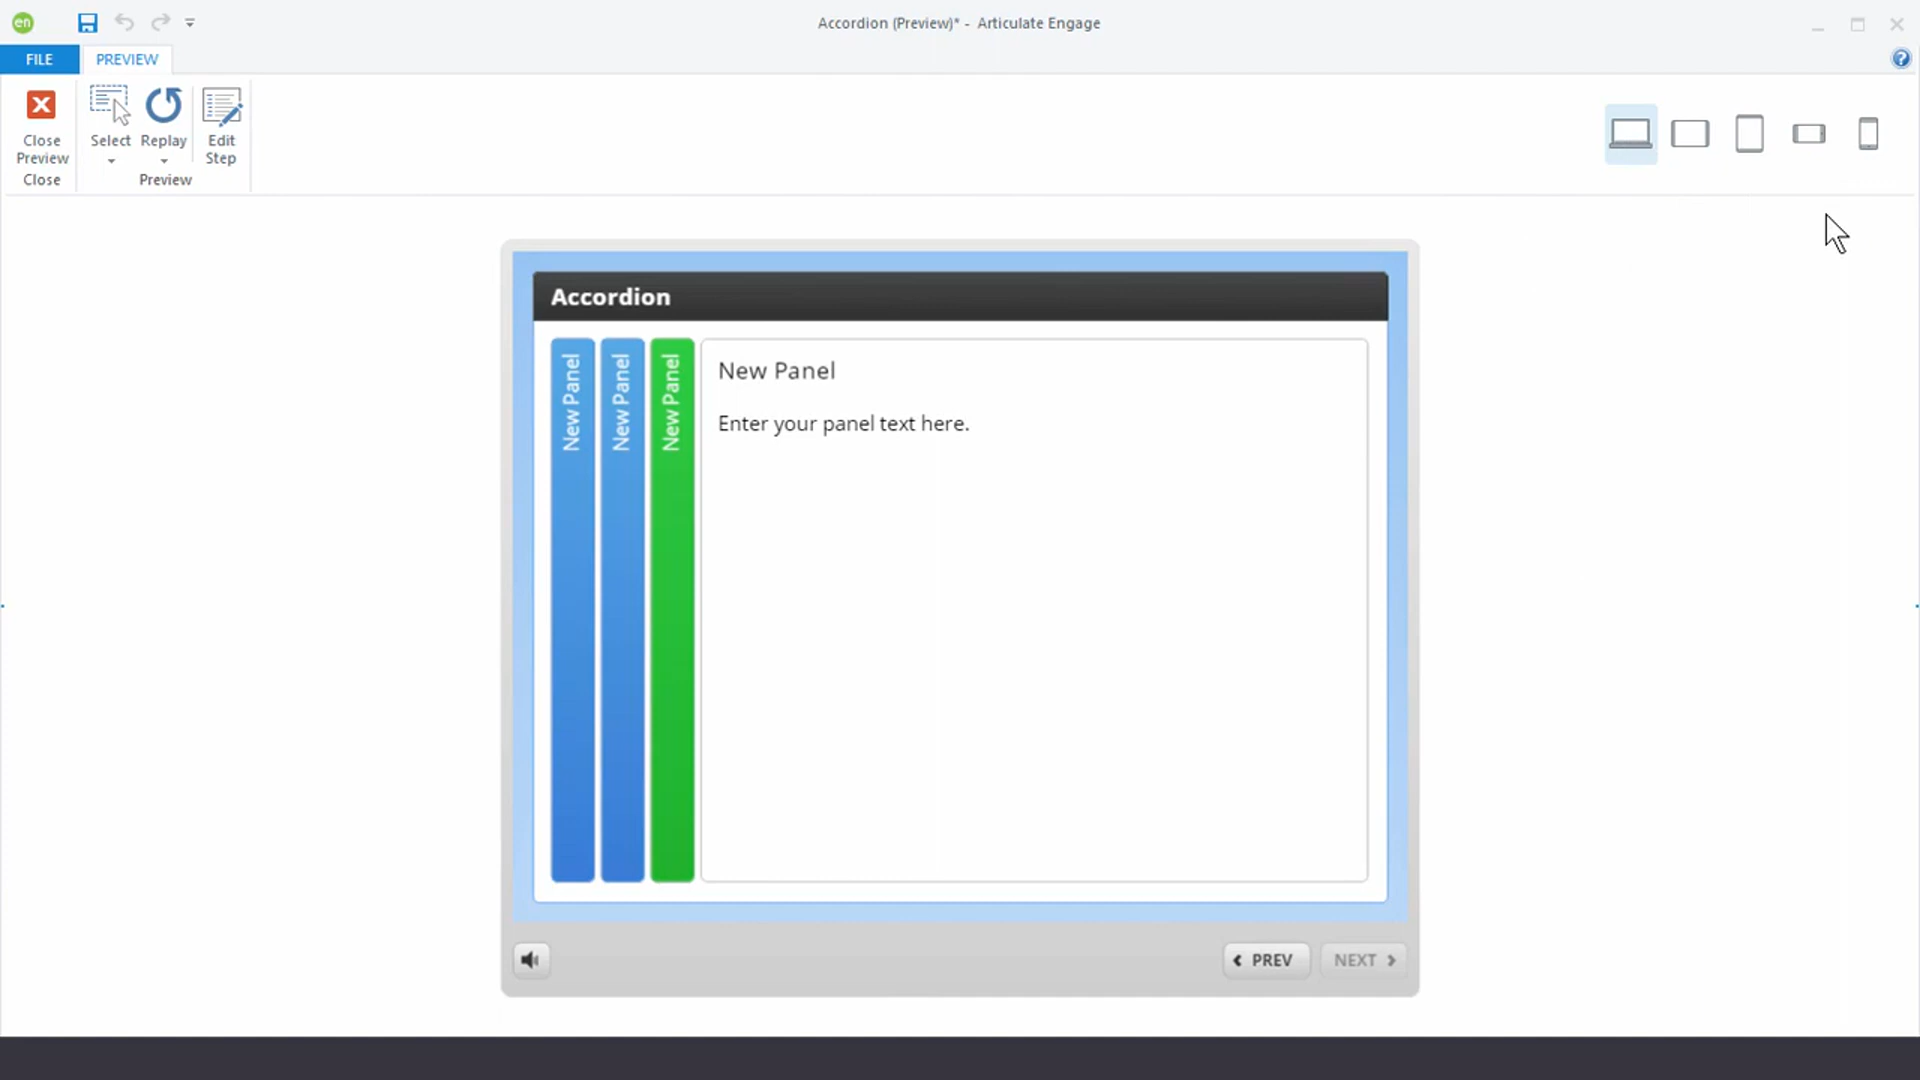 en
Accordion (Preview)* - Articulate Engage
FILE
PREVIEW
?
Close
Preview
Select
Replay
Edit
Step
Close
Preview
Accordion
New Panel
New Panel
New Panel
New Panel
Enter your panel text here.
PREV
NEXT